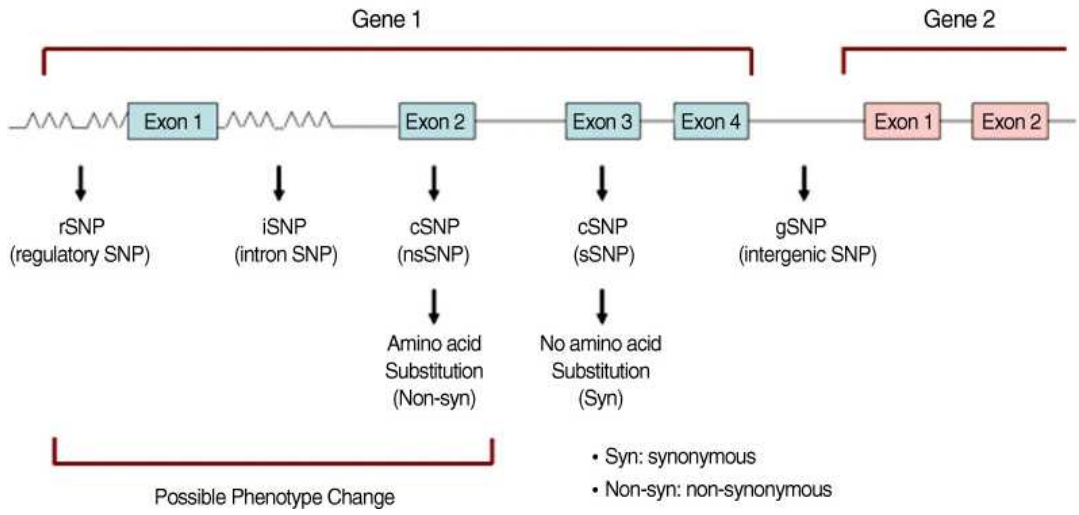 Gene 1
Gene 2
Exon 1
Exon 2
Exon 3
Exon 4
Exon 1
Exon 2
rSNP
(regulatory SNP)
iSNP
(intron SNP)
cSNP
(nsSNP)
cSNP
(sSNP)
gSNP
(intergenic SNP)
Amino acid
Substitution
(Non-syn)
No amino acid
Substitution
(Syn)
Possible Phenotype Change
• Syn: synonymous
• Non-syn: non-synonymous